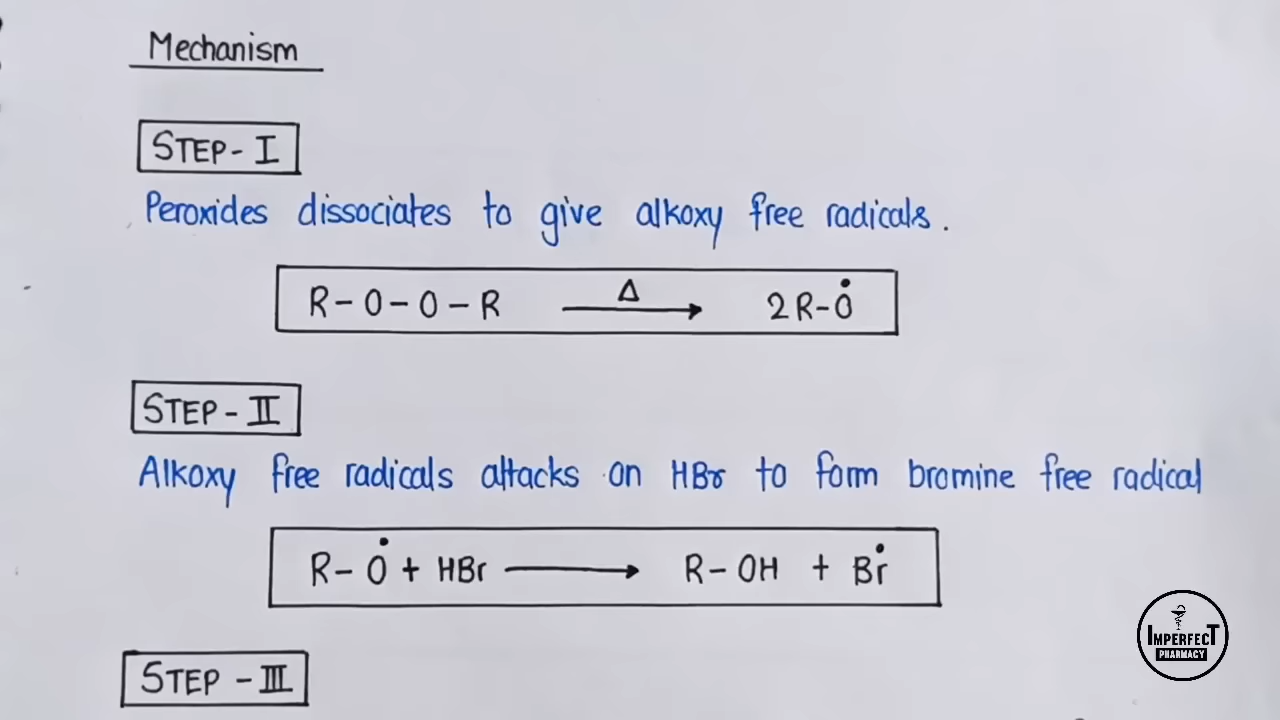 Mechanism
STEP-I
Peroxides dissociates to give alkoxy free radicals.
R-O-O-R —Δ→ 2R-Ȯ
STEP-II
Alkoxy free radicals attacks on HBr to form bromine free radical
R-Ȯ + HBr ⟶ R-OH + Bṙ
STEP-III
IMPERFECT
PHARMACY